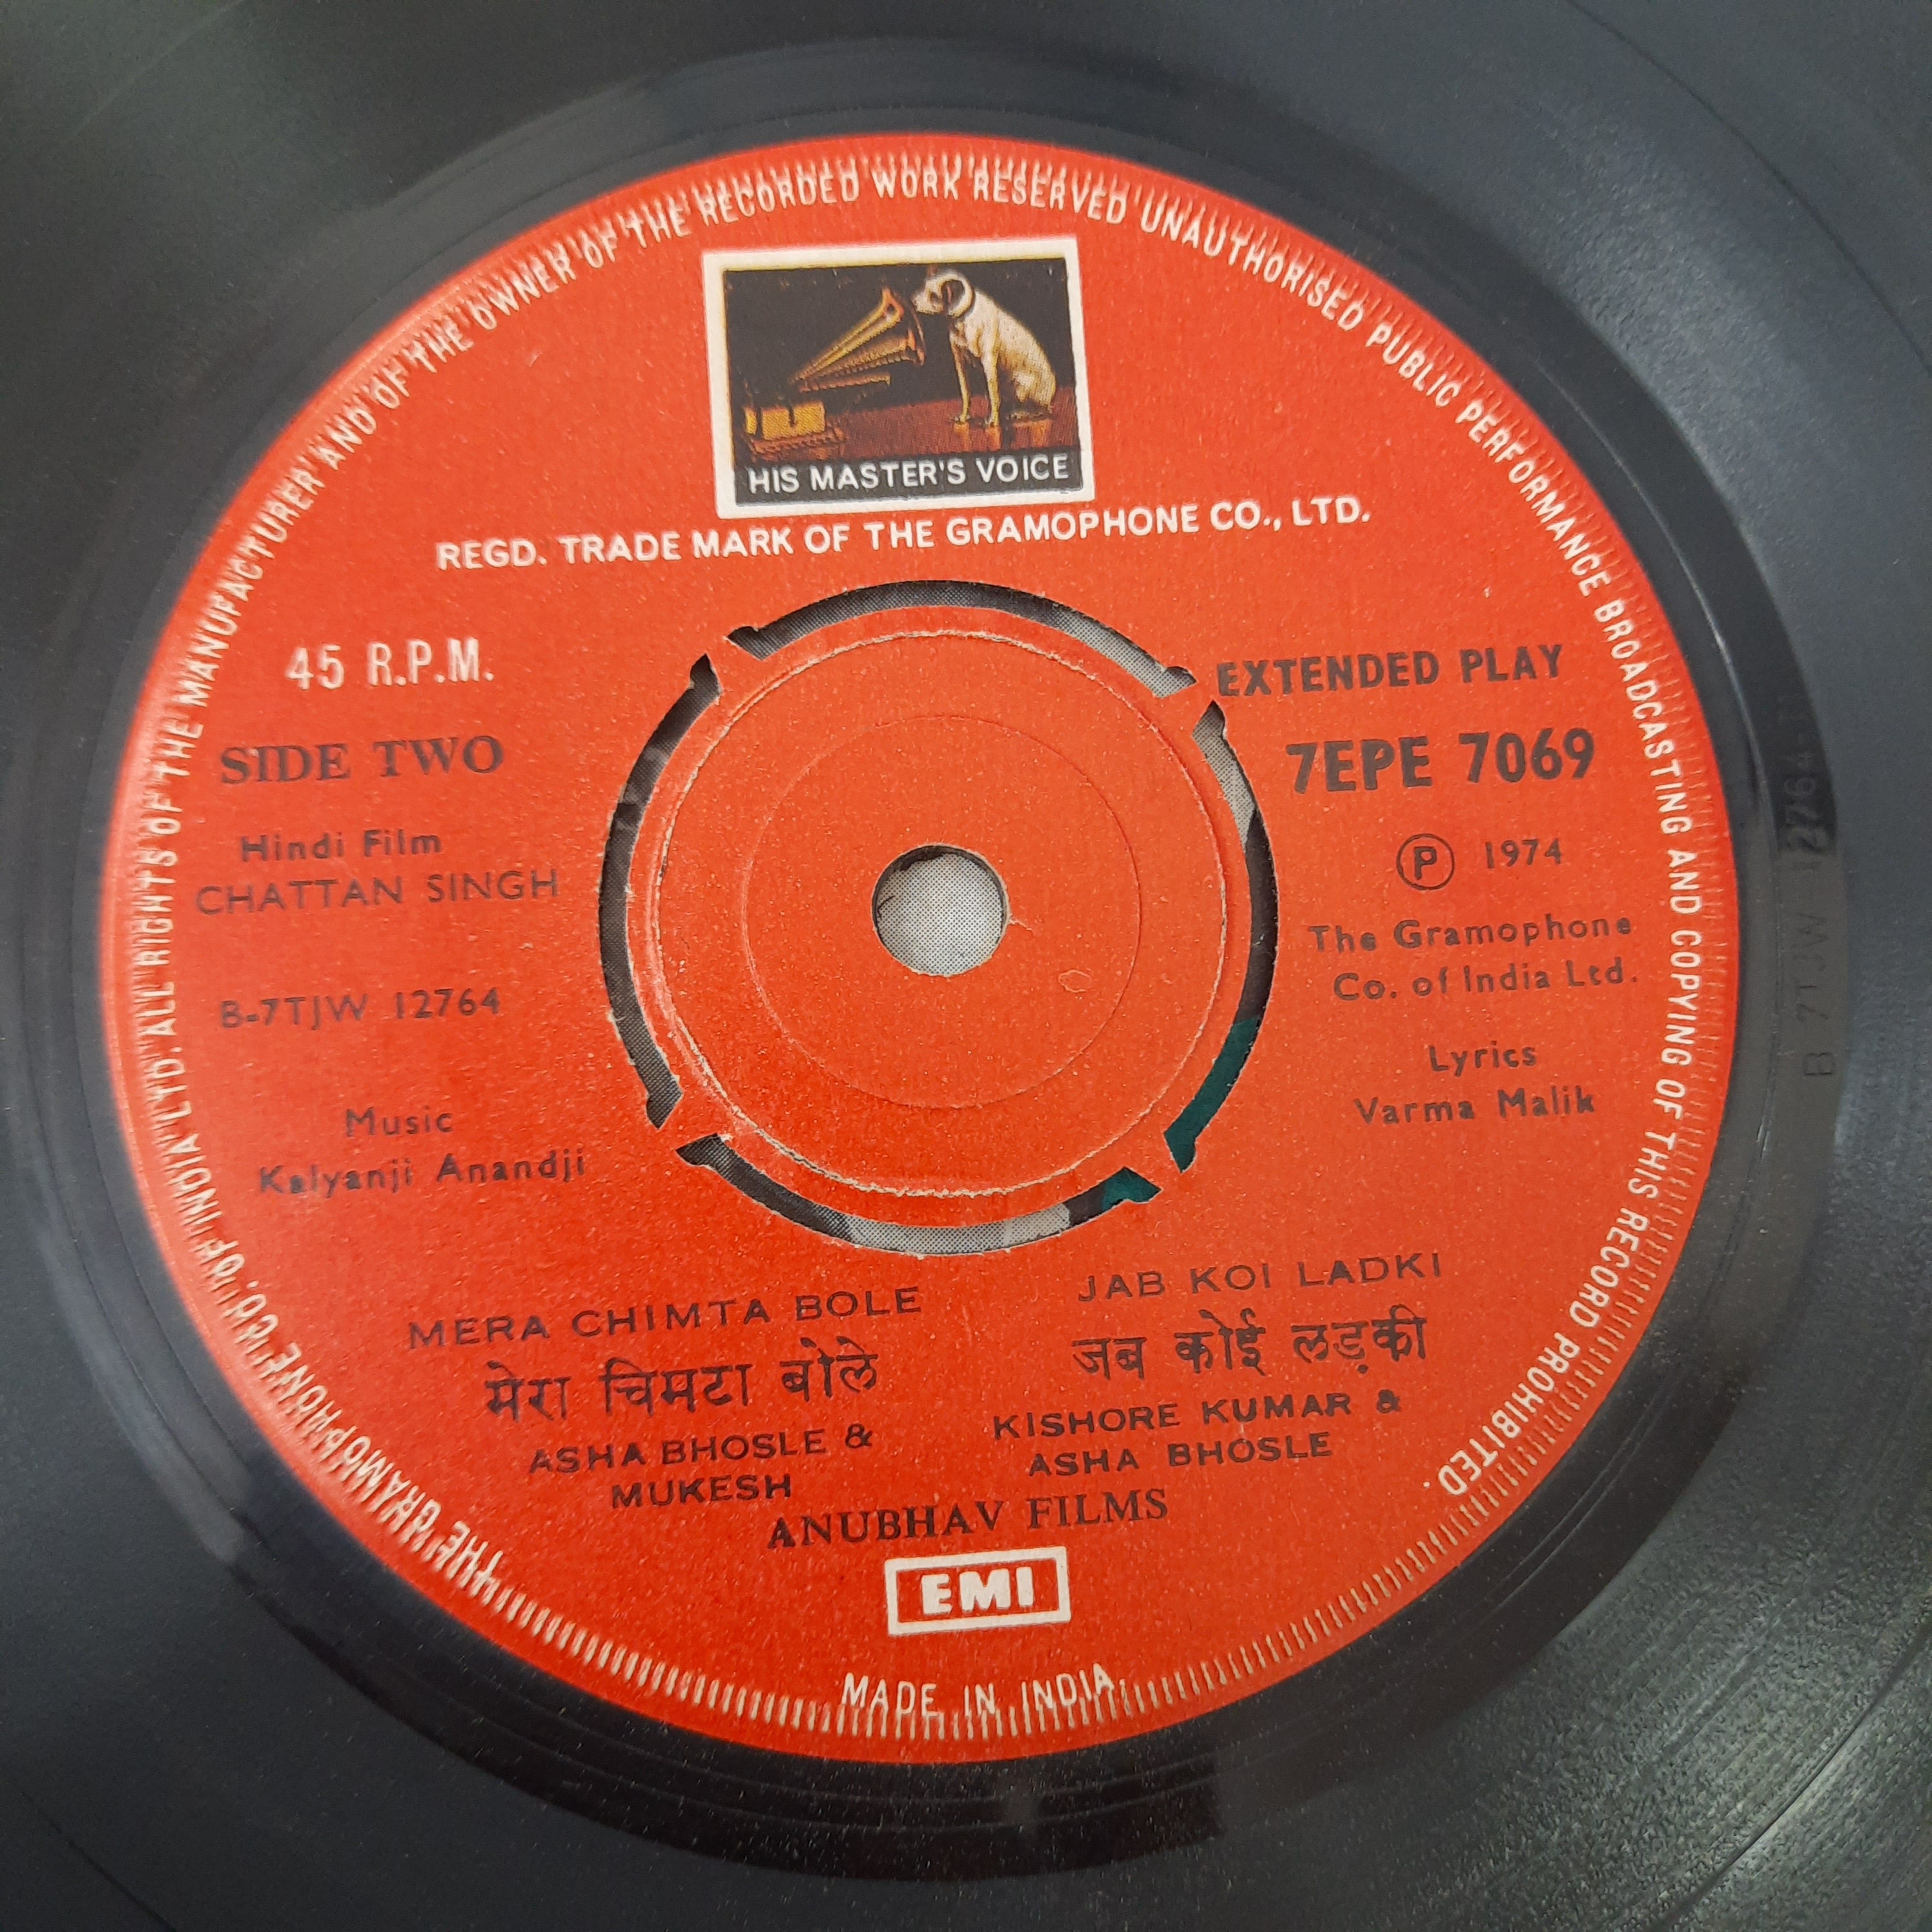 THE GRAMOPHONE CO. OF INDIA LTD. ALL RIGHTS OF THE MANUFACTURER AND OF THE OWNER OF THE RECORDED WORK RESERVED UNAUTHORISED PUBLIC PERFORMANCE BROADCASTING AND COPYING OF THIS RECORD PROHIBITED.
HIS MASTER'S VOICE
REGD. TRADE MARK OF THE GRAMOPHONE CO., LTD.
45 R.P.M.
SIDE TWO
Hindi Film
CHATTAN SINGH
B-7TJW 12764
Music
Kalyanji Anandji
EXTENDED PLAY
7EPE 7069
Ⓟ 1974
The Gramophone
Co. of India Ltd.
Lyrics
Varma Malik
MERA CHIMTA BOLE
मेरा चिमटा बोले
ASHA BHOSLE &
MUKESH
JAB KOI LADKI
जब कोई लड़की
KISHORE KUMAR &
ASHA BHOSLE
ANUBHAV FILMS
EMI
MADE IN INDIA.
B 7TJW 12764